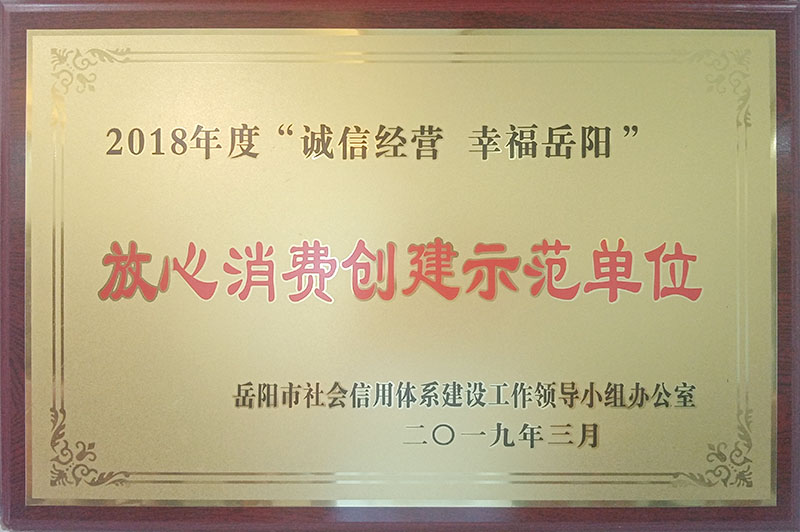 2018年度“诚信经营 幸福岳阳”
放心消费创建示范单位
岳阳市社会信用体系建设工作领导小组办公室
二〇一九年三月